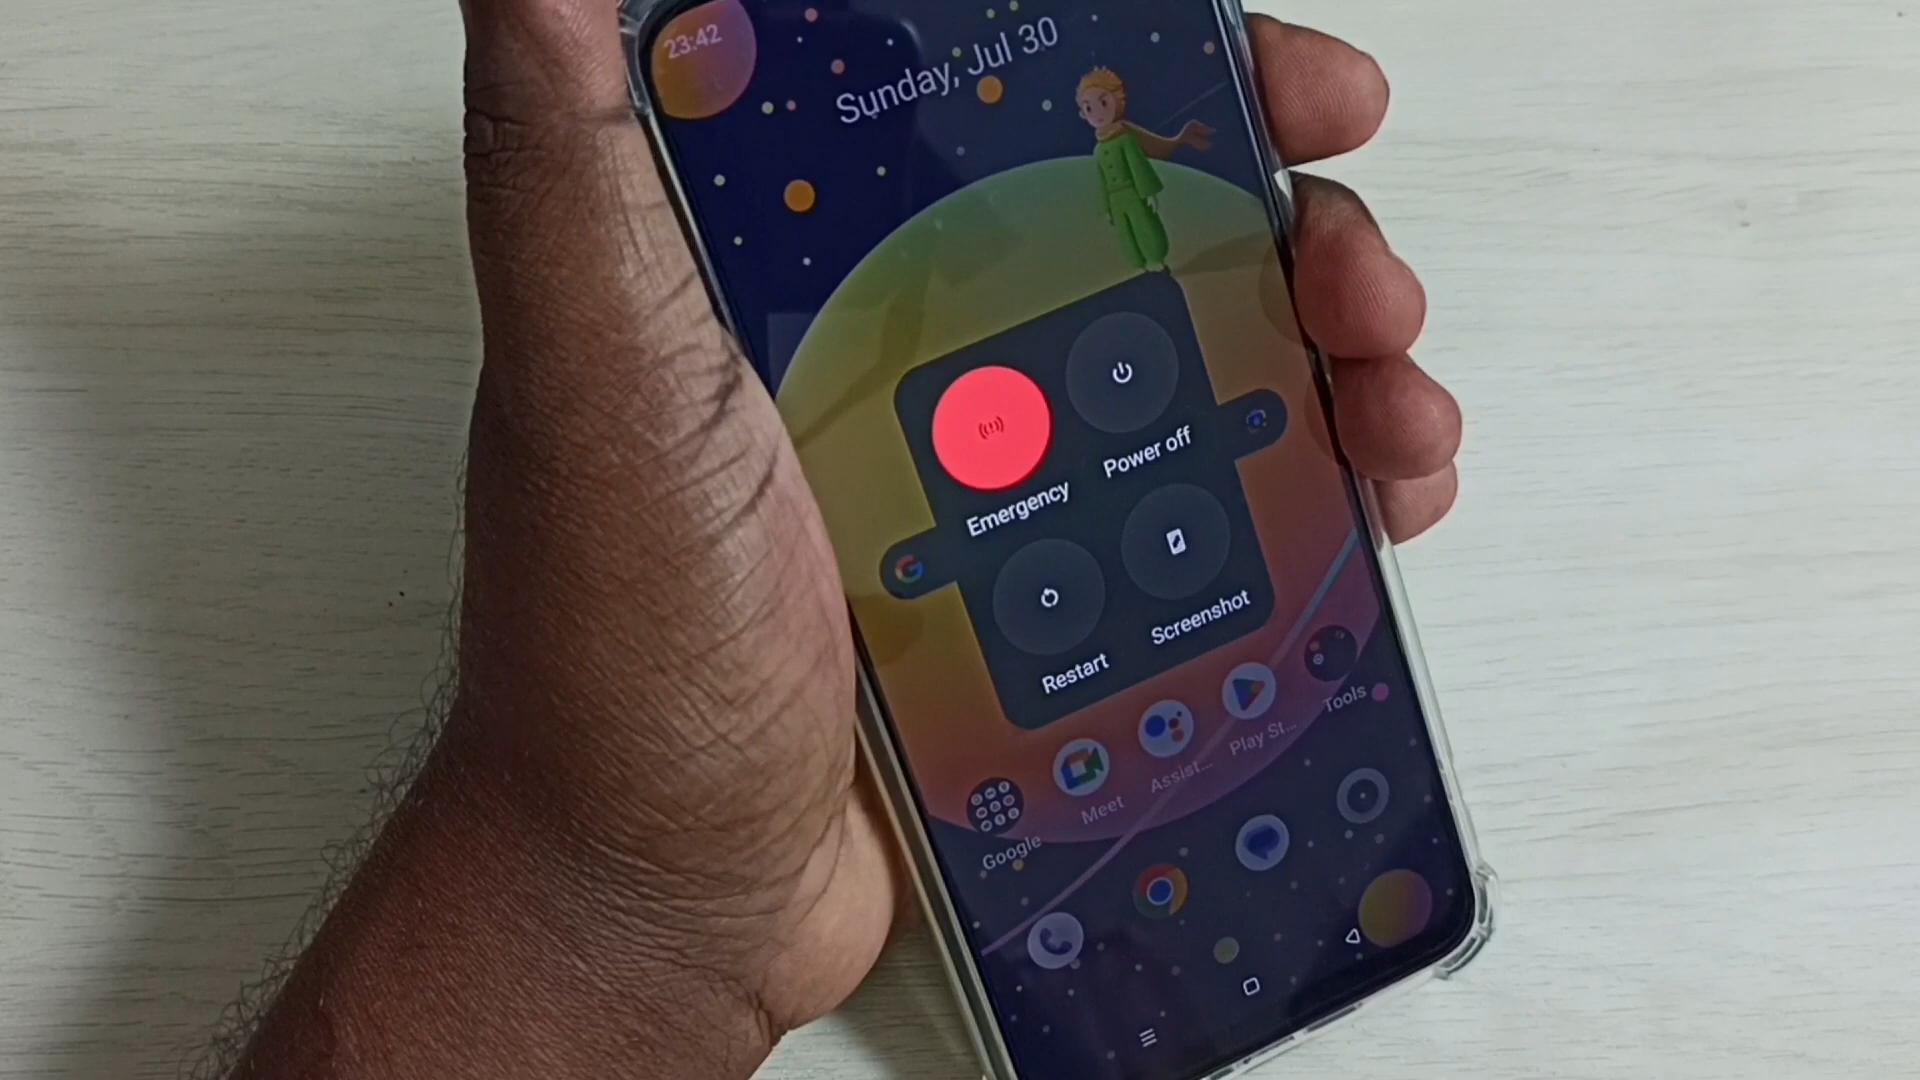 23:42
Sunday, Jul 30
Emergency
Power off
Restart
Screenshot
Google
Meet
Assist...
Play St...
Tools